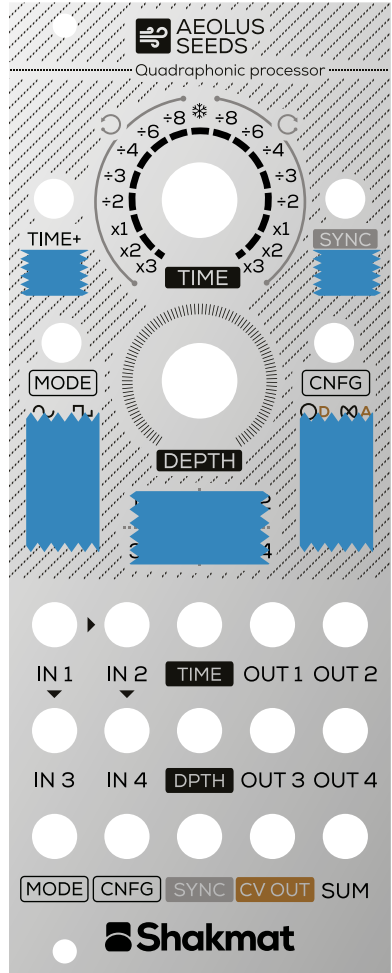 AEOLUS
SEEDS
Quadraphonic processor
÷8 ÷8
÷6 ÷6
÷4 ÷4
÷3 ÷3
÷2 ÷2
x1 x1
x2 x2
x3 x3
TIME+
SYNC
TIME
MODE
CNFG
D A
DEPTH
IN 1 IN 2 TIME OUT 1 OUT 2
IN 3 IN 4 DPTH OUT 3 OUT 4
MODE CNFG SYNC CV OUT SUM
Shakmat